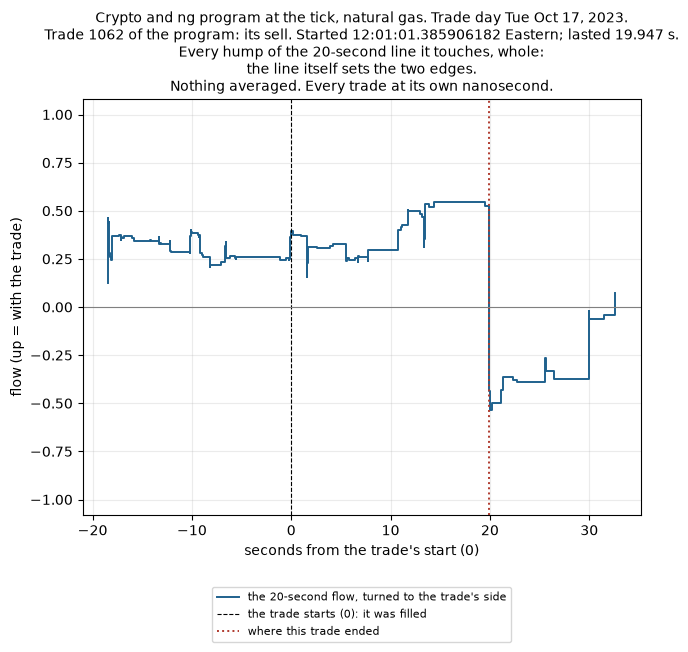 Crypto and ng program at the tick, natural gas. Trade day Tue Oct 17, 2023.
Trade 1062 of the program: its sell. Started 12:01:01.385906182 Eastern; lasted 19.947 s.
Every hump of the 20-second line it touches, whole:
the line itself sets the two edges.
Nothing averaged. Every trade at its own nanosecond.
1.00
0.75
0.50
0.25
0.00
−0.25
−0.50
−0.75
−1.00
flow (up = with the trade)
−20
−10
0
10
20
30
seconds from the trade's start (0)
the 20-second flow, turned to the trade's side
the trade starts (0): it was filled
where this trade ended